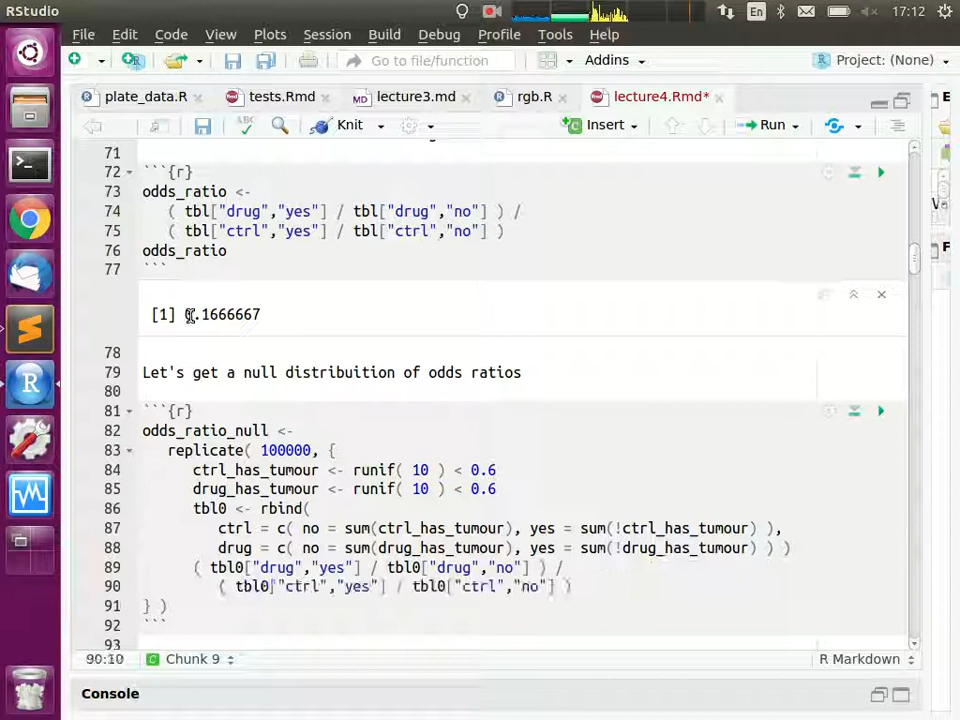 RStudio
En
17:12
File Edit Code View Plots Session Build Debug Profile Tools Help
Go to file/function
Addins
Project: (None)
plate_data.R
tests.Rmd
lecture3.md
rgb.R
lecture4.Rmd*
ABC
Knit
Insert
Run
71
72 ```{r}
73 odds_ratio <-
74 ( tbl["drug","yes"] / tbl["drug","no"] ) /
75 ( tbl["ctrl","yes"] / tbl["ctrl","no"] )
76 odds_ratio
77 ```
[1] 0.1666667
78
79 Let's get a null distribuition of odds ratios
80
81 ```{r}
82 odds_ratio_null <-
83 replicate( 100000, {
84 ctrl_has_tumour <- runif( 10 ) < 0.6
85 drug_has_tumour <- runif( 10 ) < 0.6
86 tbl0 <- rbind(
87 ctrl = c( no = sum(ctrl_has_tumour), yes = sum(!ctrl_has_tumour) ),
88 drug = c( no = sum(drug_has_tumour), yes = sum(!drug_has_tumour) ) )
89 ( tbl0["drug","yes"] / tbl0["drug","no"] ) /
90 ( tbl0["ctrl","yes"] / tbl0["ctrl","no"] )
91 } )
92 ```
93
90:10
Chunk 9
R Markdown
Console